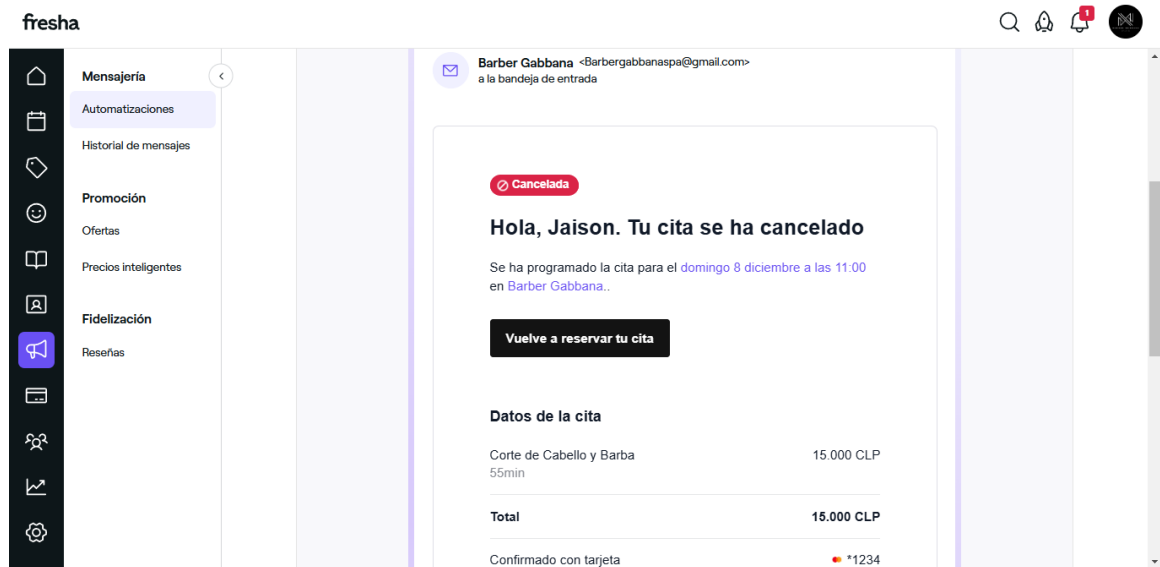 fresha
1
Mensajería
Automatizaciones
Historial de mensajes
Promoción
Ofertas
Precios inteligentes
Fidelización
Reseñas
Barber Gabbana <Barbergabbanaspa@gmail.com>
a la bandeja de entrada
Cancelada
Hola, Jaison. Tu cita se ha cancelado
Se ha programado la cita para el domingo 8 diciembre a las 11:00
en Barber Gabbana..
Vuelve a reservar tu cita
Datos de la cita
Corte de Cabello y Barba 15.000 CLP
55min
Total 15.000 CLP
Confirmado con tarjeta *1234